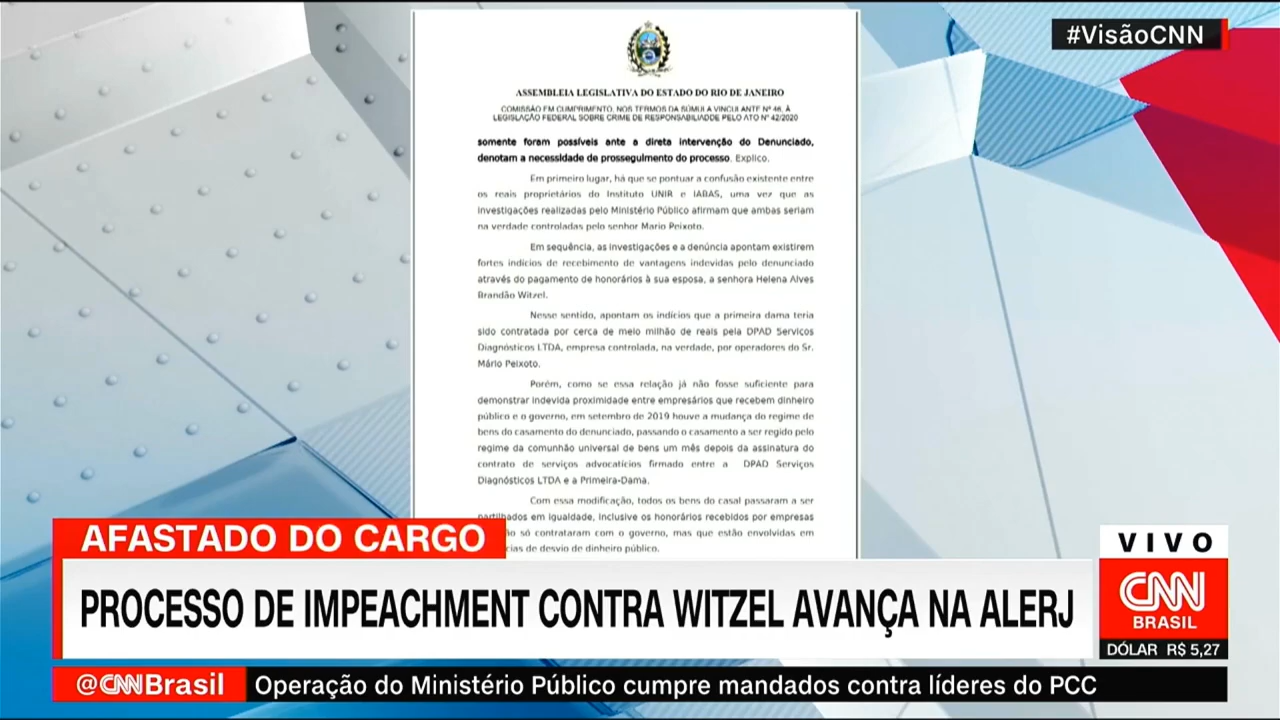 #VisãoCNN
ASSEMBLEIA LEGISLATIVA DO ESTADO DO RIO DE JANEIRO
COMISSÃO EM CUMPRIMENTO, NOS TERMOS DA SÚMULA VINCULANTE Nº 46, À
LEGISLAÇÃO FEDERAL SOBRE CRIME DE RESPONSABILIADDE PELO ATO Nº 42/2020
somente foram possíveis ante a direta intervenção do Denunciado,
denotam a necessidade de prosseguimento do processo. Explico.
Em primeiro lugar, há que se pontuar a confusão existente entre
os reais proprietários do Instituto UNIR e IABAS, uma vez que as
investigações realizadas pelo Ministério Público afirmam que ambas seriam
na verdade controladas pelo senhor Mario Peixoto.
Em sequência, as investigações e a denúncia apontam existirem
fortes indícios de recebimento de vantagens indevidas pelo denunciado
através do pagamento de honorários à sua esposa, a senhora Helena Alves
Brandão Witzel.
Nesse sentido, apontam os indícios que a primeira dama teria
sido contratada por cerca de meio milhão de reais pela DPAD Serviços
Diagnósticos LTDA, empresa controlada, na verdade, por operadores do Sr.
Mário Peixoto.
Porém, como se essa relação já não fosse suficiente para
demonstrar indevida proximidade entre empresários que recebem dinheiro
público e o governo, em setembro de 2019 houve a mudança do regime de
bens do casamento do denunciado, passando o casamento a ser regido pelo
regime da comunhão universal de bens um mês depois da assinatura do
contrato de serviços advocatícios firmado entre a DPAD Serviços
Diagnósticos LTDA e a Primeira-Dama.
Com essa modificação, todos os bens do casal passaram a ser
partilhados em igualdade, inclusive os honorários recebidos por empresas
só contrataram com o governo, mas que estão envolvidas em
de desvio de dinheiro público.
AFASTADO DO CARGO
PROCESSO DE IMPEACHMENT CONTRA WITZEL AVANÇA NA ALERJ
VIVO
CNN
BRASIL
DÓLAR R$ 5,27
@CNNBrasil Operação do Ministério Público cumpre mandados contra líderes do PCC